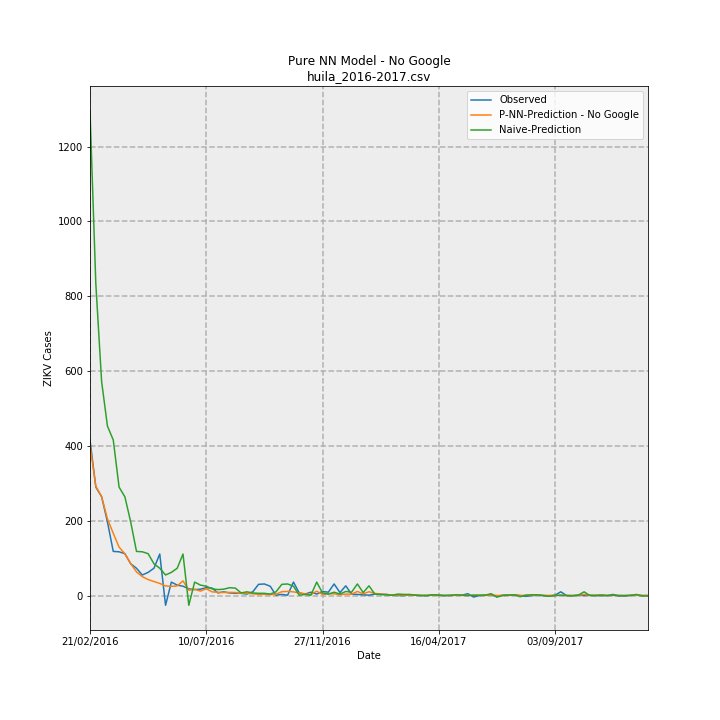 Pure NN Model - No Google
huila_2016-2017.csv
Observed
P-NN-Prediction - No Google
Naive-Prediction
1200
1000
800
600
400
200
0
ZIKV Cases
21/02/2016
10/07/2016
27/11/2016
16/04/2017
03/09/2017
Date